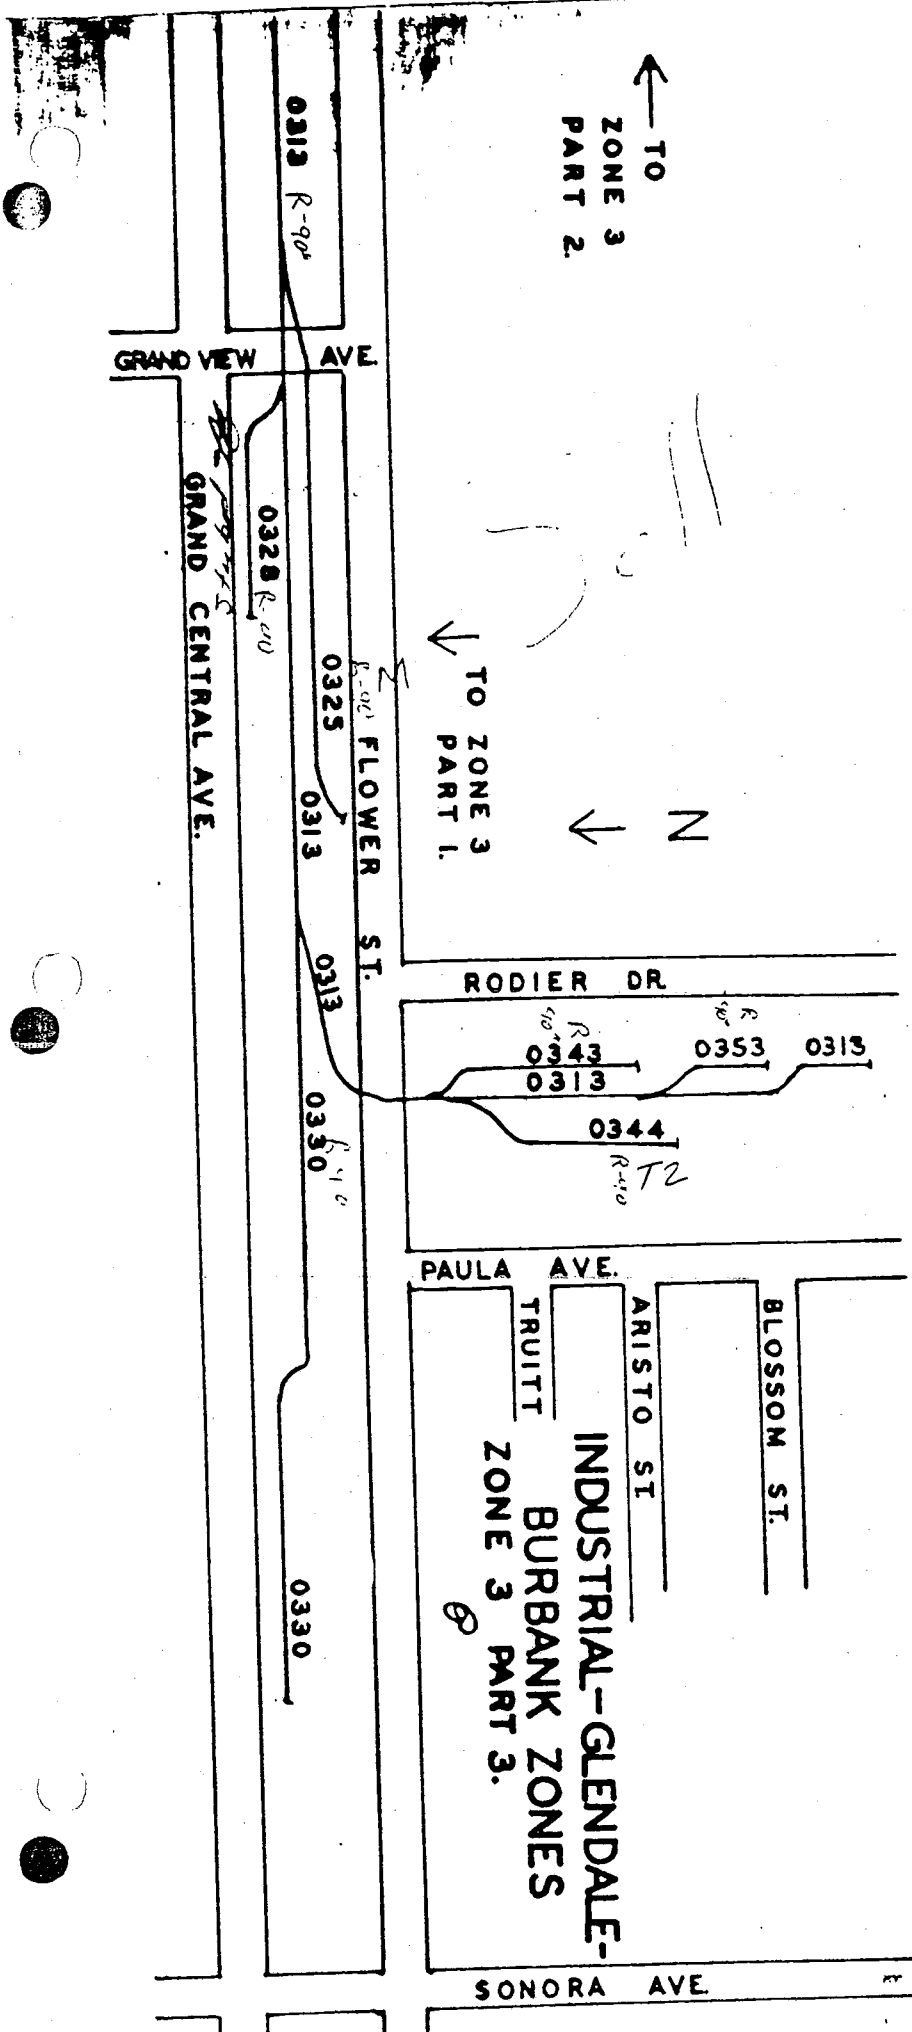 TO
ZONE 3
PART 2.
0313 R-90°
GRAND VIEW AVE.
GRAND CENTRAL AVE.
0328
0325
FLOWER ST.
TO ZONE 3
PART 1.
N
0313
0313
RODIER DR.
R
R
90"
0343
0353
0313
0313
0344
T2
0330
PAULA AVE.
TRUITT
ARISTO ST
BLOSSOM ST.
INDUSTRIAL-GLENDALE-
BURBANK ZONES
ZONE 3 PART 3.
0330
SONORA AVE.